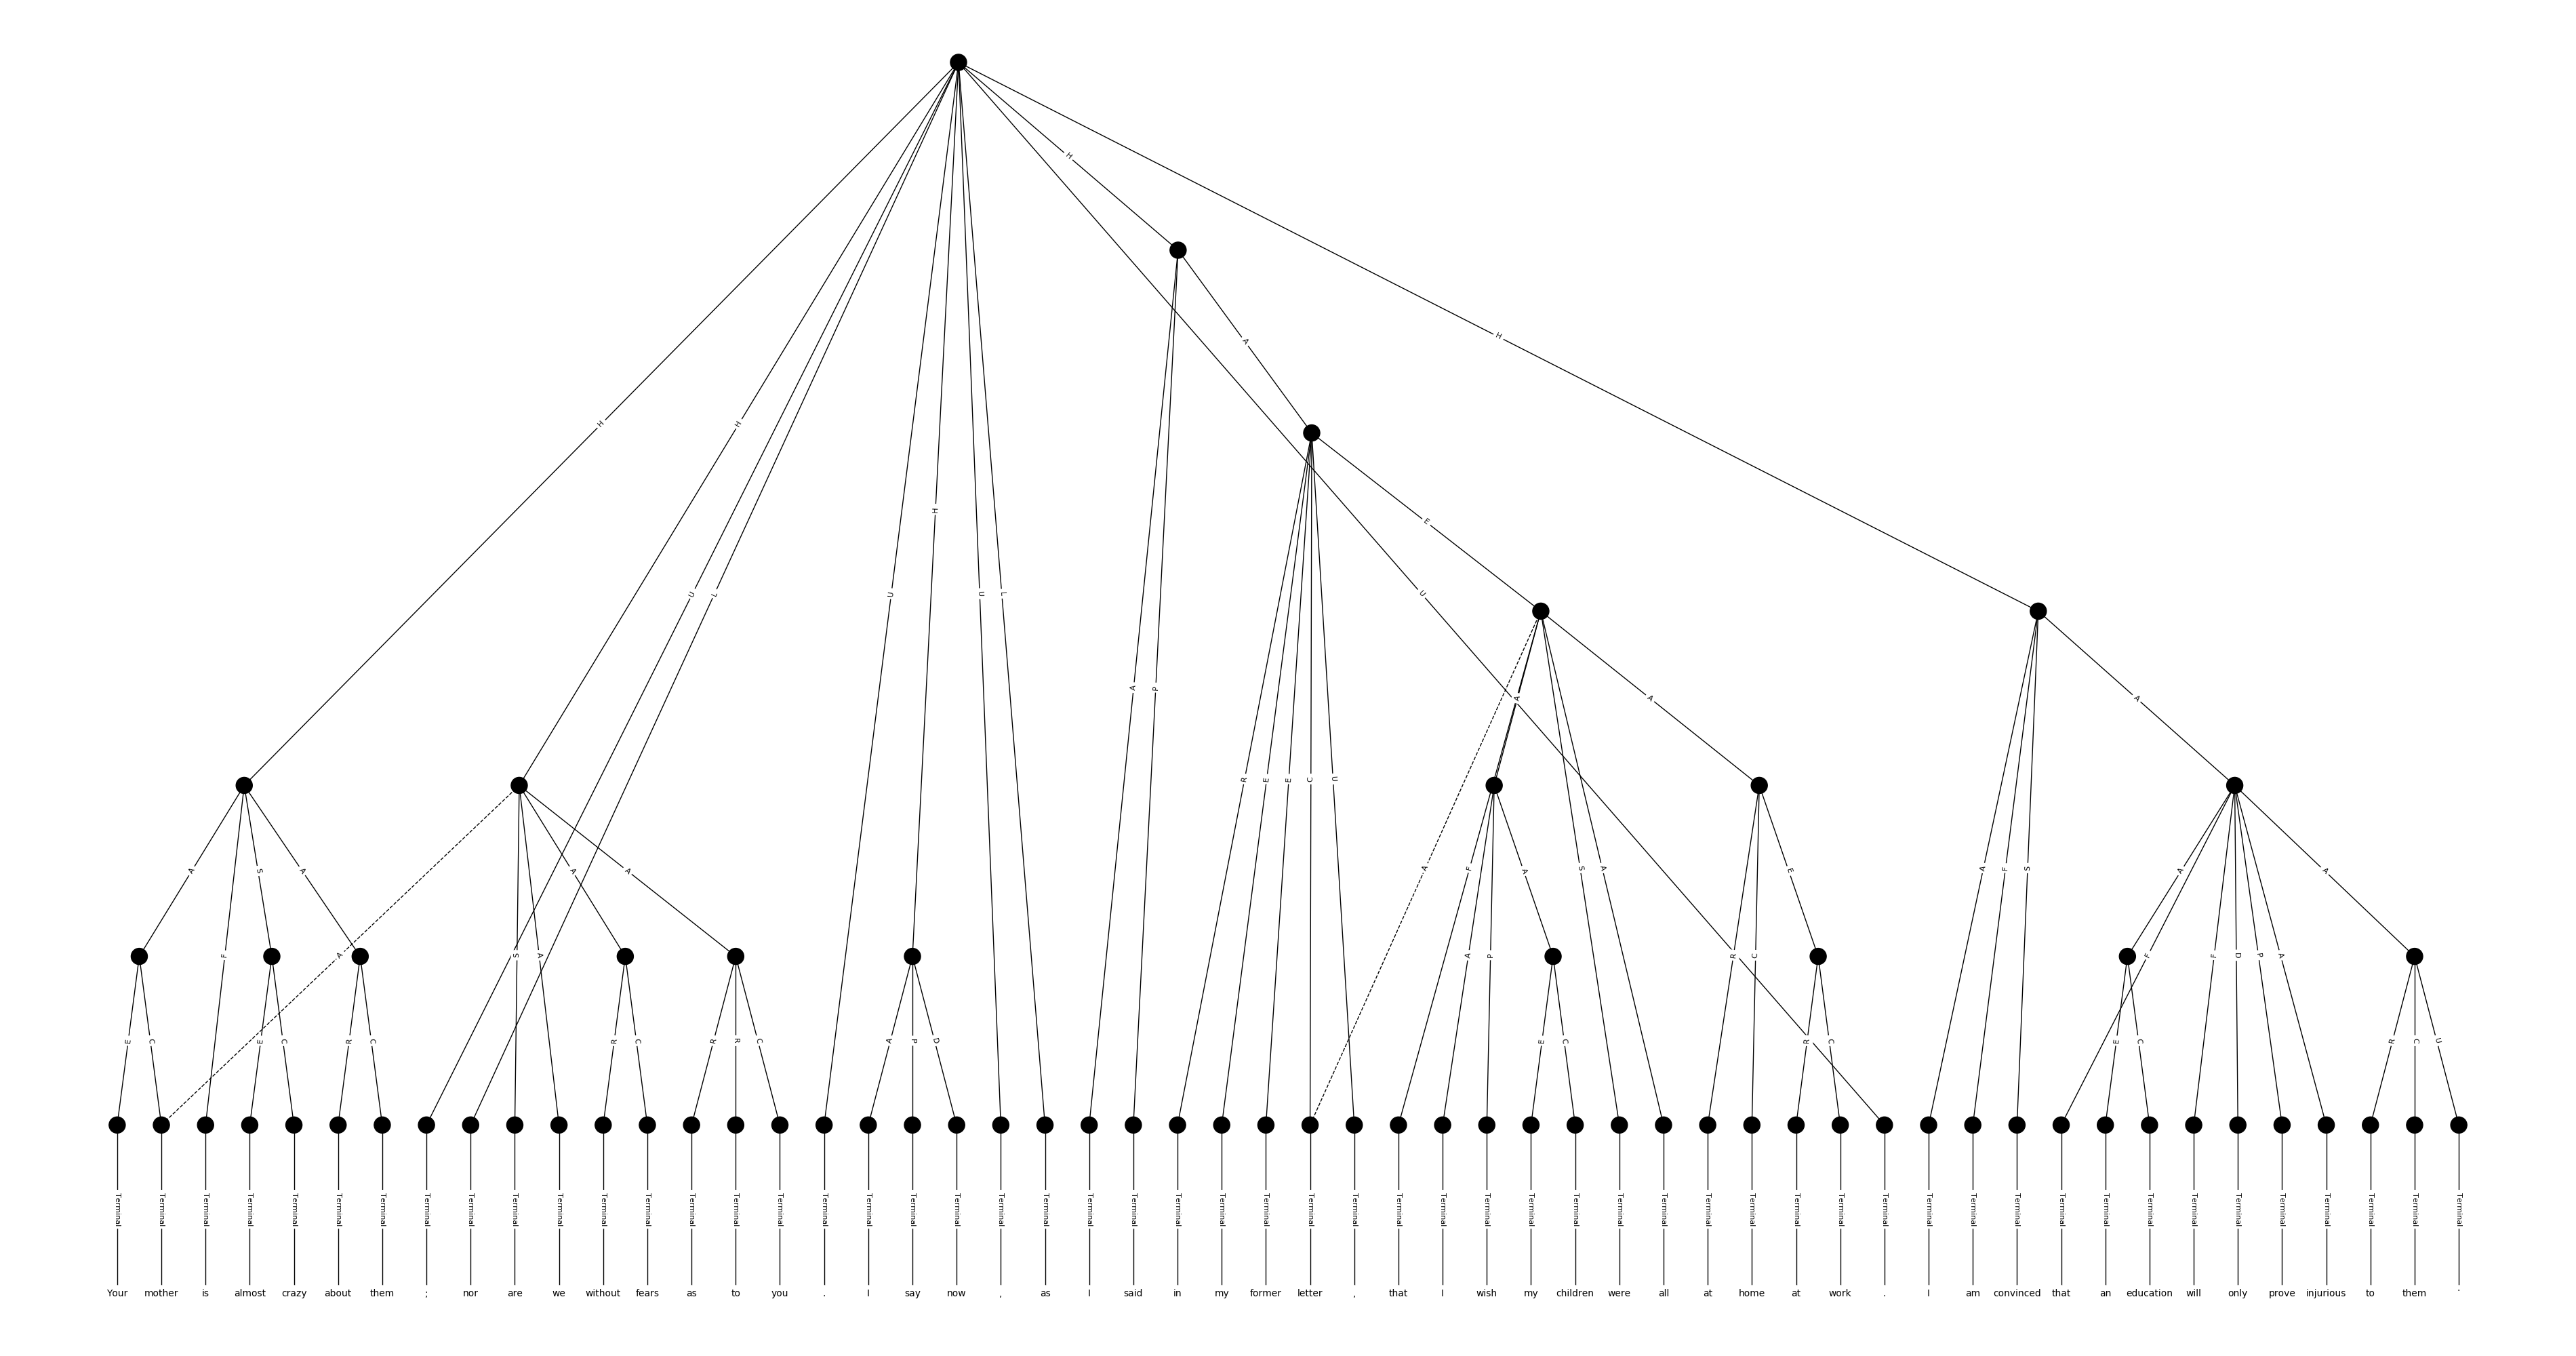 H
H
H
H
A
E
H
U
L
U
U
L
U
A
P
R
E
E
C
U
A
A
A
A
F
S
A
A
S
A
A
A
A
F
A
P
A
S
A
R
C
E
A
F
S
A
F
F
D
P
A
A
E
C
E
C
R
C
R
C
R
R
C
A
P
D
E
C
R
C
E
C
R
C
U
Terminal Terminal Terminal Terminal Terminal Terminal Terminal Terminal Terminal Terminal Terminal Terminal Terminal Terminal Terminal Terminal Terminal Terminal Terminal Terminal Terminal Terminal Terminal Terminal Terminal Terminal Terminal Terminal Terminal Terminal Terminal Terminal Terminal Terminal Terminal Terminal Terminal Terminal Terminal Terminal Terminal Terminal Terminal Terminal Terminal Terminal Terminal Terminal Terminal Terminal Terminal Terminal Terminal Terminal
Your mother is almost crazy about them ; nor are we without fears as to you . I say now , as I said in my former letter , that I wish my children were all at home at work . I am convinced that an education will only prove injurious to them .